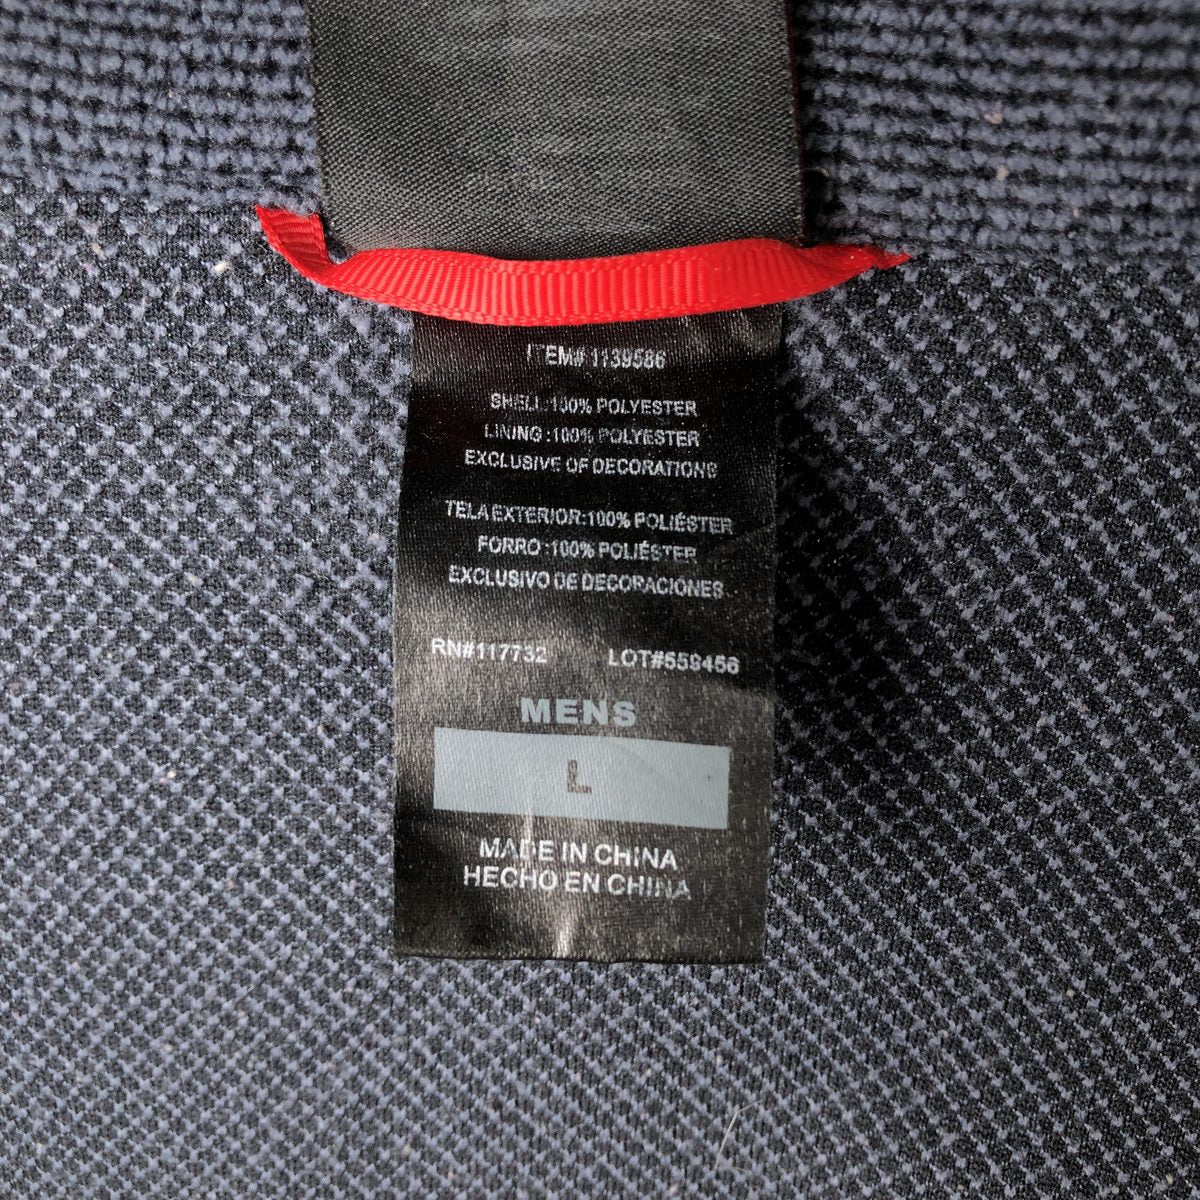 ITEM# 1139586
SHELL:100% POLYESTER
LINING:100% POLYESTER
EXCLUSIVE OF DECORATIONS
TELA EXTERIOR:100% POLIÉSTER
FORRO:100% POLIÉSTER
EXCLUSIVO DE DECORACIONES
RN#117732 LOT#559456
MENS
L
MADE IN CHINA
HECHO EN CHINA